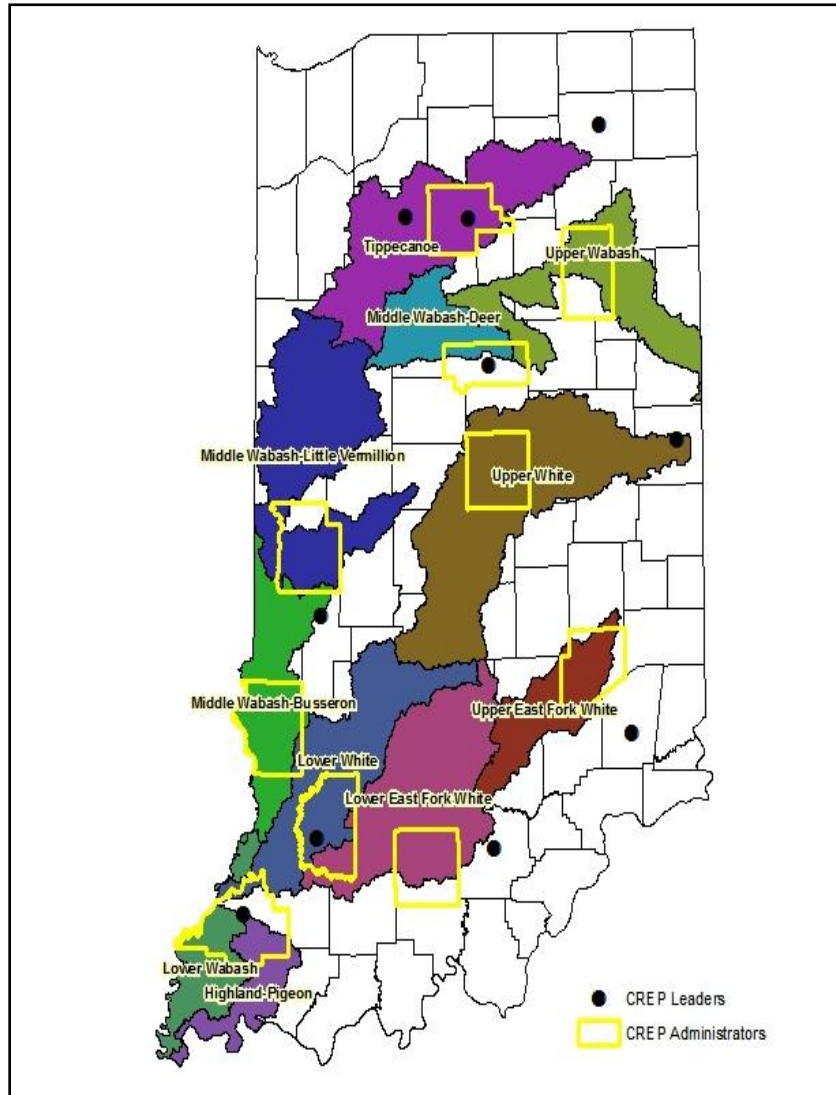 Tippecanoe
Upper Wabash
Middle Wabash-Deer
Middle Wabash-Little Vermillion
Upper White
Middle Wabash-Busseron
Upper East Fork White
Lower White
Lower East Fork White
Lower Wabash
Highland-Pigeon
CREP Leaders
CREP Administrators